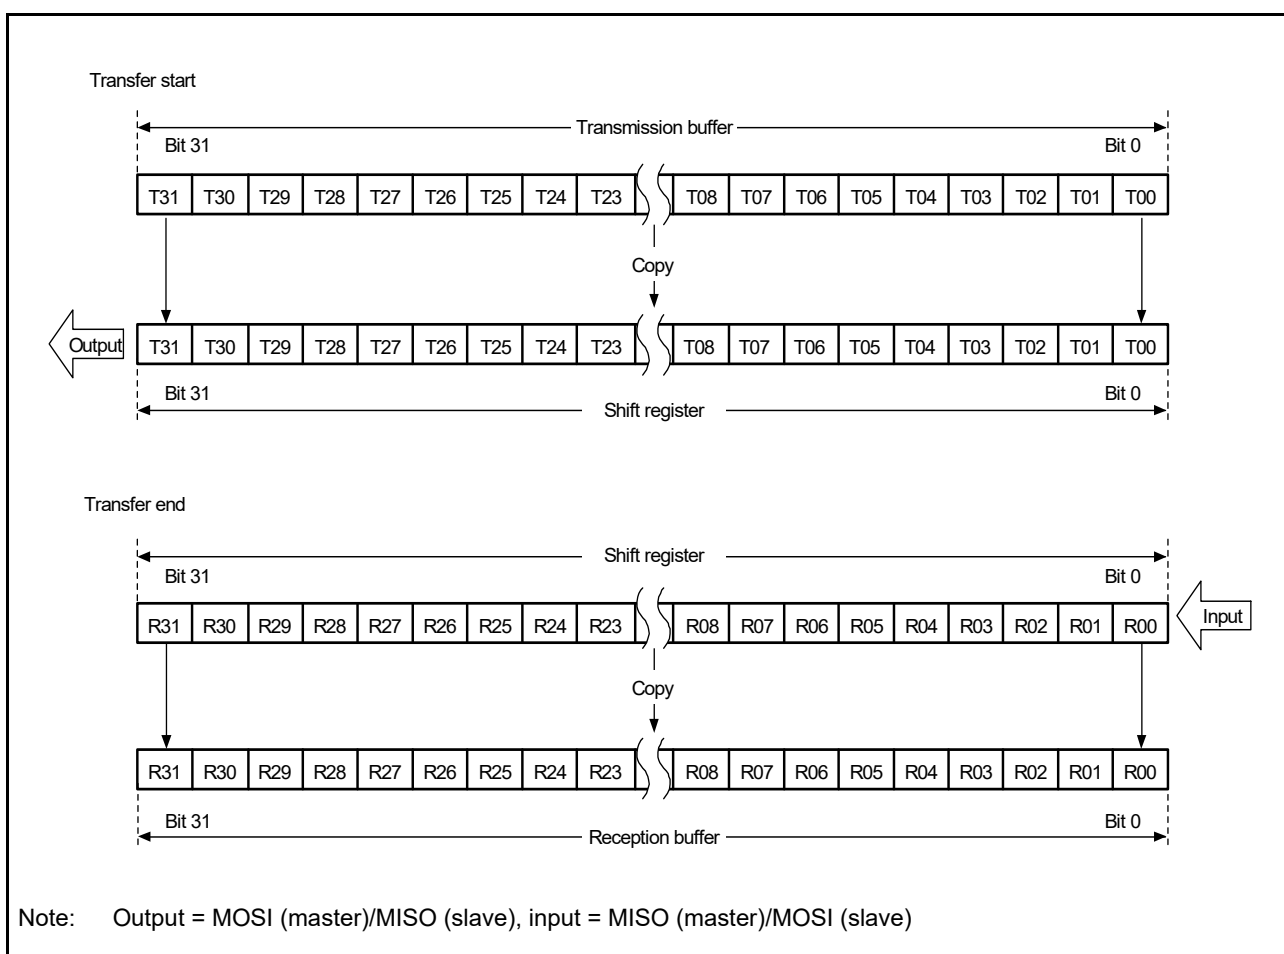 Transfer start
Transmission buffer
Bit 31 Bit 0
T31 T30 T29 T28 T27 T26 T25 T24 T23 T08 T07 T06 T05 T04 T03 T02 T01 T00
Copy
Output T31 T30 T29 T28 T27 T26 T25 T24 T23 T08 T07 T06 T05 T04 T03 T02 T01 T00
Bit 31 Bit 0
Shift register
Transfer end
Shift register
Bit 31 Bit 0
R31 R30 R29 R28 R27 R26 R25 R24 R23 R08 R07 R06 R05 R04 R03 R02 R01 R00 Input
Copy
R31 R30 R29 R28 R27 R26 R25 R24 R23 R08 R07 R06 R05 R04 R03 R02 R01 R00
Bit 31 Bit 0
Reception buffer
Note: Output = MOSI (master)/MISO (slave), input = MISO (master)/MOSI (slave)